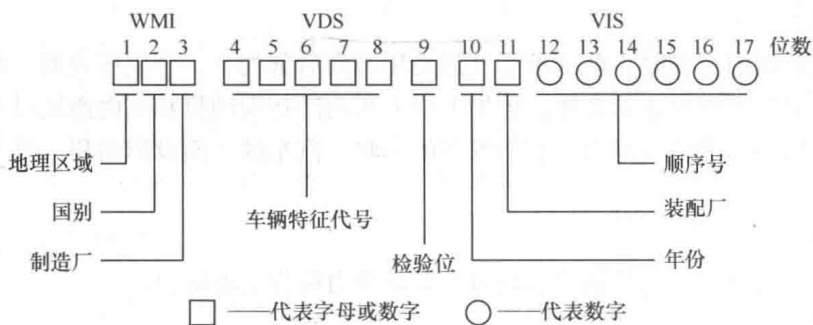 WMI VDS VIS
1 2 3 4 5 6 7 8 9 10 11 12 13 14 15 16 17 位数
地理区域 顺序号
国别 车辆特征代号 装配厂
制造厂 检验位 年份
□——代表字母或数字 ○——代表数字